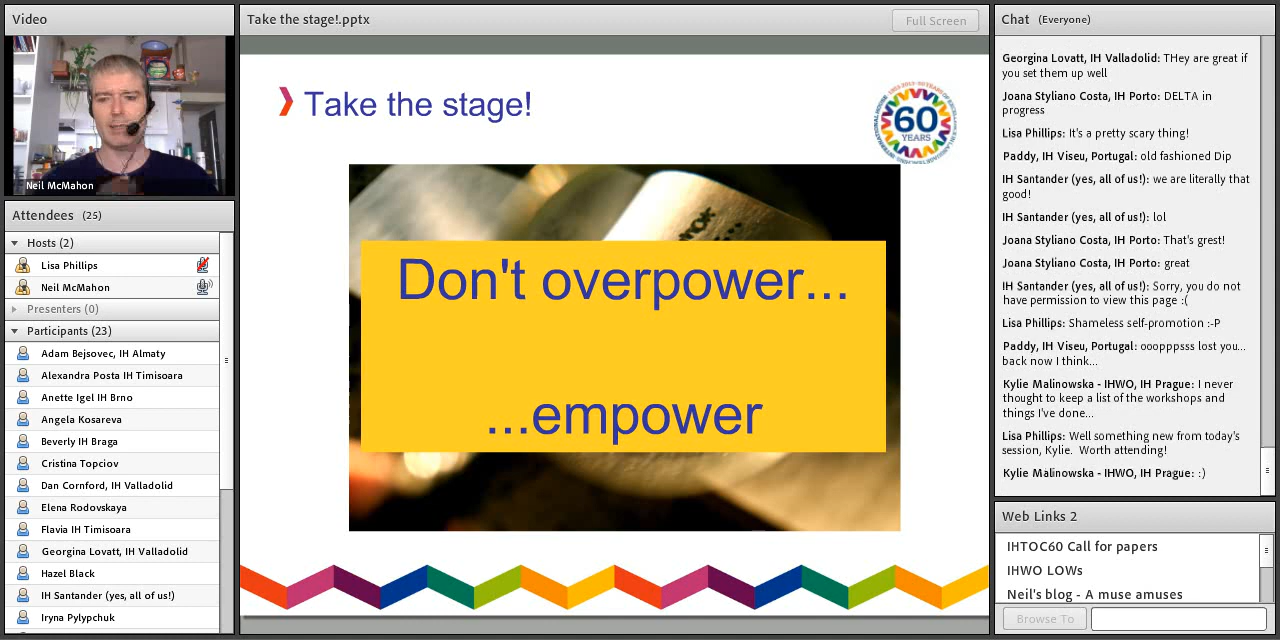 Video
Neil McMahon
Attendees (25)
Hosts (2)
Lisa Phillips
Neil McMahon
Presenters (0)
Participants (23)
Adam Bejsovec, IH Almaty
Alexandra Posta IH Timisoara
Anette Igel IH Brno
Angela Kosareva
Beverly IH Braga
Cristina Topciov
Dan Cornford, IH Valladolid
Elena Rodovskaya
Flavia IH Timisoara
Georgina Lovatt, IH Valladolid
Hazel Black
IH Santander (yes, all of us!)
Iryna Pylypchuk
Take the stage!.pptx
Full Screen
Take the stage!
60
YEARS
Don't overpower...
...empower
Chat (Everyone)
Georgina Lovatt, IH Valladolid: THey are great if
you set them up well
Joana Styliano Costa, IH Porto: DELTA in
progress
Lisa Phillips: It's a pretty scary thing!
Paddy, IH Viseu, Portugal: old fashioned Dip
IH Santander (yes, all of us!): we are literally that
good!
IH Santander (yes, all of us!): lol
Joana Styliano Costa, IH Porto: That's grest!
Joana Styliano Costa, IH Porto: great
IH Santander (yes, all of us!): Sorry, you do not
have permission to view this page :(
Lisa Phillips: Shameless self-promotion :-P
Paddy, IH Viseu, Portugal: ooopppsss lost you...
back now I think...
Kylie Malinowska - IHWO, IH Prague: I never
thought to keep a list of the workshops and
things I've done...
Lisa Phillips: Well something new from today's
session, Kylie. Worth attending!
Kylie Malinowska - IHWO, IH Prague: :)
Web Links 2
IHTOC60 Call for papers
IHWO LOWs
Neil's blog - A muse amuses
Browse To